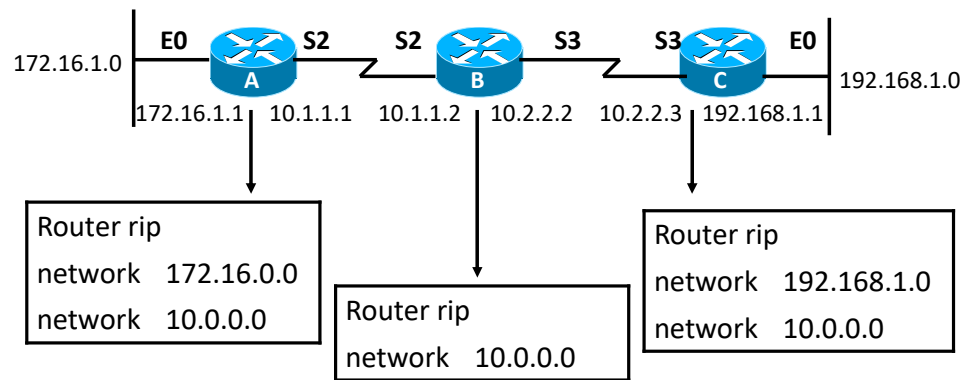 E0 S2 S2 S3 S3 E0
172.16.1.0 A B C 192.168.1.0
172.16.1.1 10.1.1.1 10.1.1.2 10.2.2.2 10.2.2.3 192.168.1.1
Router rip
network 172.16.0.0
network 10.0.0.0
Router rip
network 10.0.0.0
Router rip
network 192.168.1.0
network 10.0.0.0